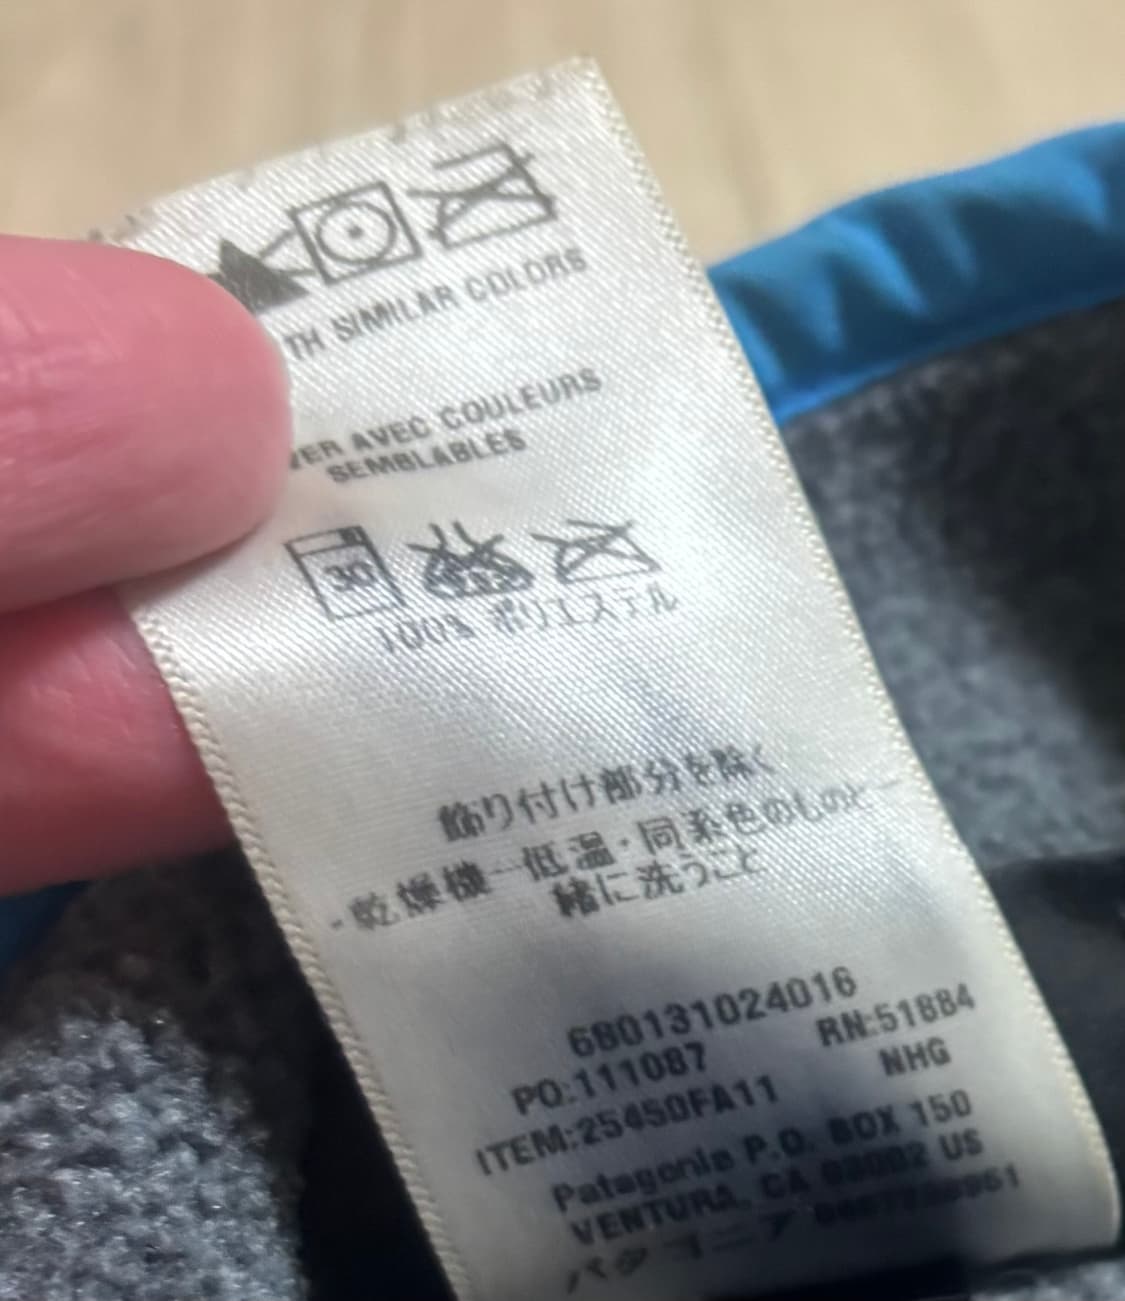 TH SIMILAR COLORS
VER AVEC COULEURS
SEMBLABLES
30
100% ポリエステル
飾り付け部分を除く
-乾燥機ー低温・同系色のものと一
緒に洗うこと
680131024016
PO:111087 RN:51884
ITEM:25450FA11 NHG
Patagonia P.O. BOX 150
VENTURA, CA US
パタゴニア